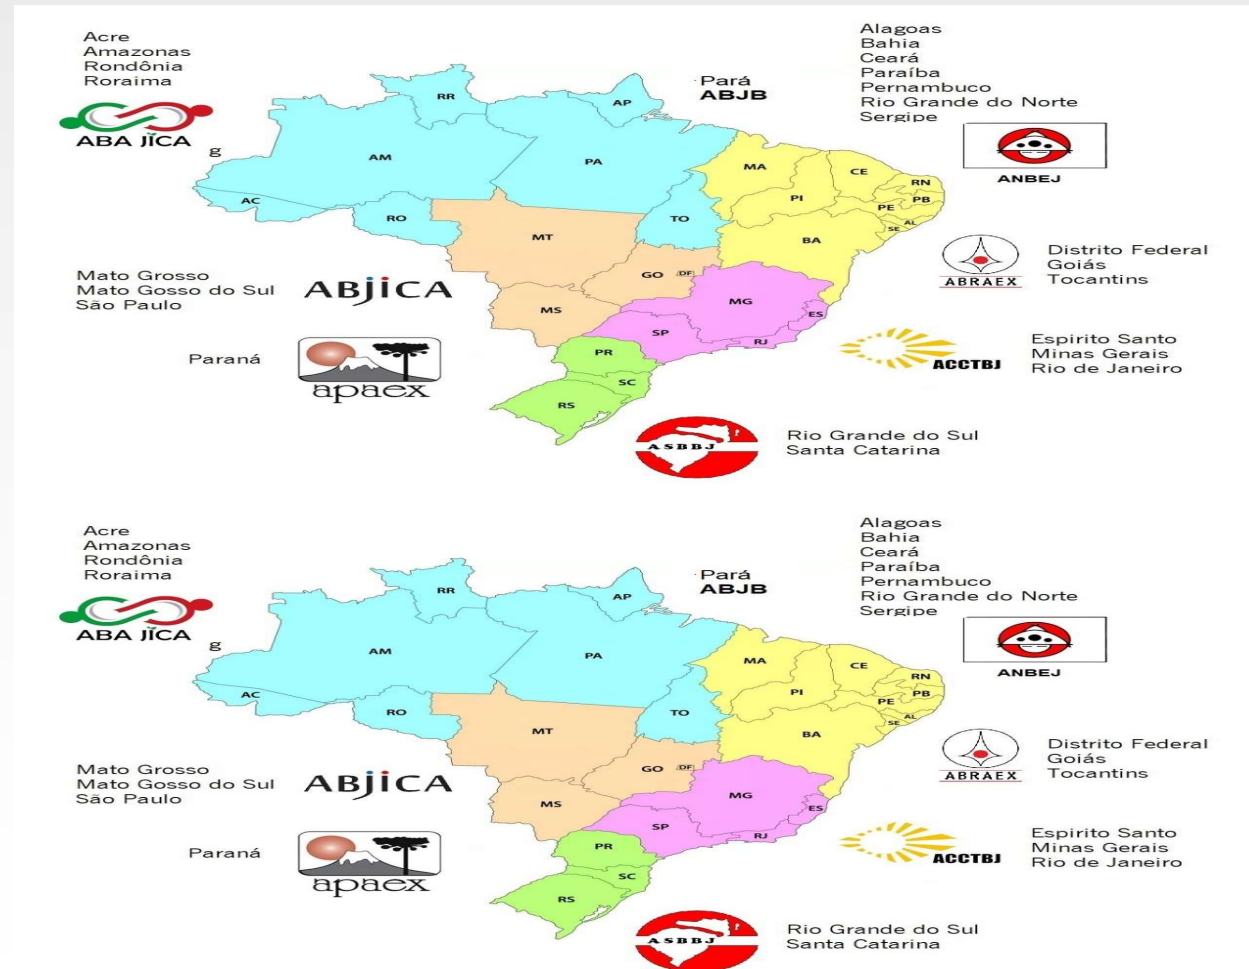 Acre
Amazonas
Rondônia
Roraima
ABA JICA
g
Pará
ABJB
Alagoas
Bahia
Ceará
Paraíba
Pernambuco
Rio Grande do Norte
Sergipe
ANBEJ
RR
AP
AM
PA
MA
CE
RN
PB
PI
PE
AL
SE
AC
RO
TO
BA
MT
GO
DF
MG
ES
MS
SP
RJ
PR
SC
RS
Distrito Federal
Goiás
Tocantins
ABRAEX
Mato Grosso
Mato Gosso do Sul
São Paulo
ABJICA
Espirito Santo
Minas Gerais
Rio de Janeiro
ACCTBJ
Paraná
apaex
ASBBJ
Rio Grande do Sul
Santa Catarina
Acre
Amazonas
Rondônia
Roraima
ABA JICA
g
Pará
ABJB
Alagoas
Bahia
Ceará
Paraíba
Pernambuco
Rio Grande do Norte
Sergipe
ANBEJ
RR
AP
AM
PA
MA
CE
RN
PB
PI
PE
AL
SE
AC
RO
TO
BA
MT
GO
DF
MG
ES
MS
SP
RJ
PR
SC
RS
Distrito Federal
Goiás
Tocantins
ABRAEX
Mato Grosso
Mato Gosso do Sul
São Paulo
ABJICA
Espirito Santo
Minas Gerais
Rio de Janeiro
ACCTBJ
Paraná
apaex
ASBBJ
Rio Grande do Sul
Santa Catarina